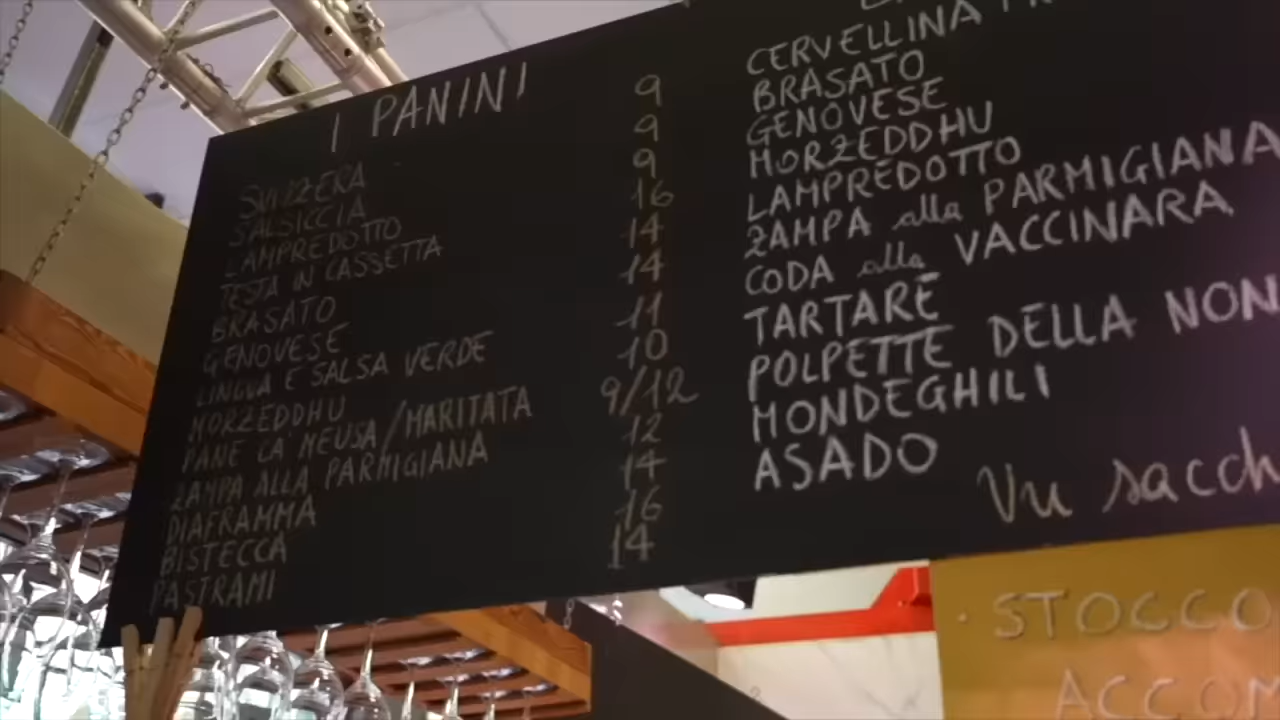 I PANINI
SVIZZERA 9
SALSICCIA 9
LAMPREDOTTO 9
TESTA IN CASSETTA 16
BRASATO 14
GENOVESE 14
LINGUA E SALSA VERDE 11
MORZEDDHU 10
PANE CA MEUSA/MARITATA 9/12
ZAMPA ALLA PARMIGIANA 12
DIAFRAMMA 14
BISTECCA 16
PASTRAMI 14
CERVELLINA
BRASATO
GENOVESE
MORZEDDHU
LAMPREDOTTO
ZAMPA alla PARMIGIANA
CODA alla VACCINARA
TARTARE
POLPETTE DELLA NON
MONDEGHILI
ASADO
Vu sacch
· STOCCO
ACCOM